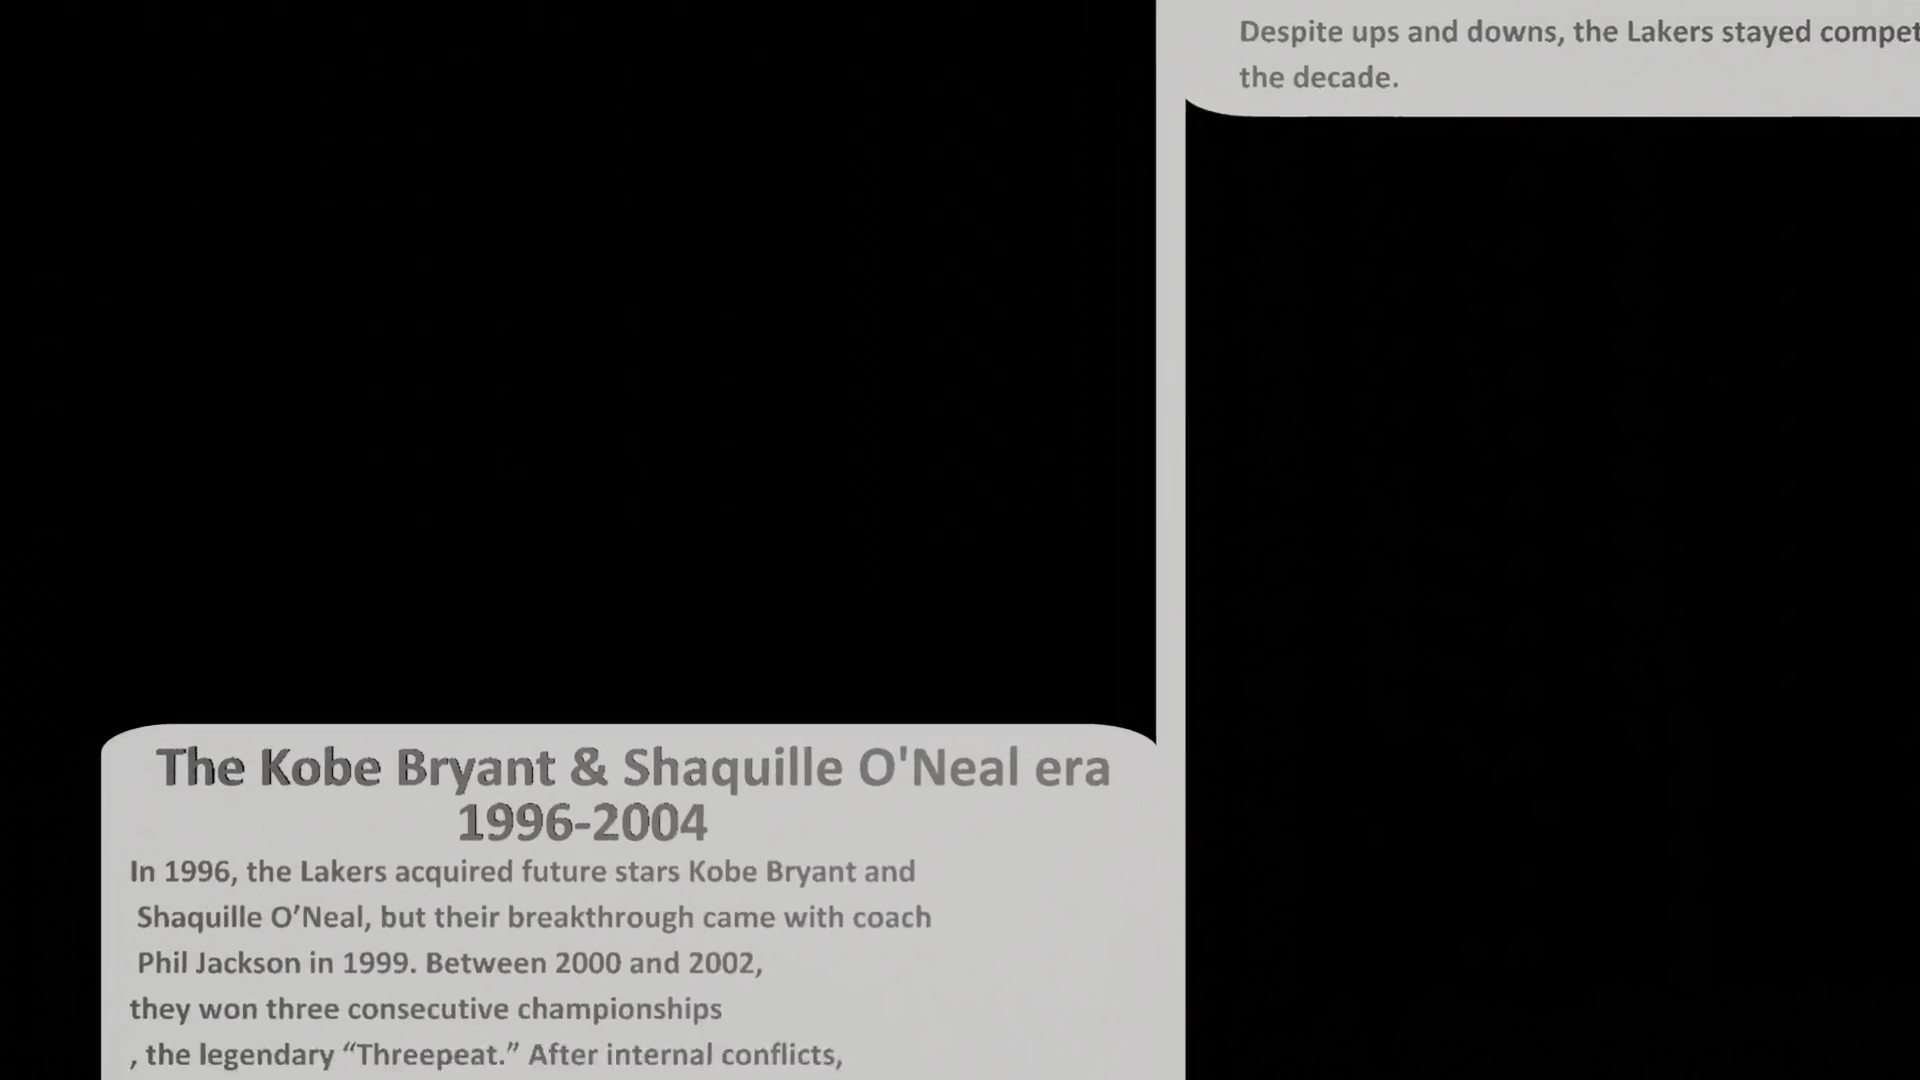 Despite ups and downs, the Lakers stayed
the decade.
The Kobe Bryant & Shaquille O'Neal era
1996-2004
In 1996, the Lakers acquired future stars Kobe Bryant and
Shaquille O’Neal, but their breakthrough came with coach
Phil Jackson in 1999. Between 2000 and 2002,
they won three consecutive championships
, the legendary “Threepeat.” After internal conflicts,